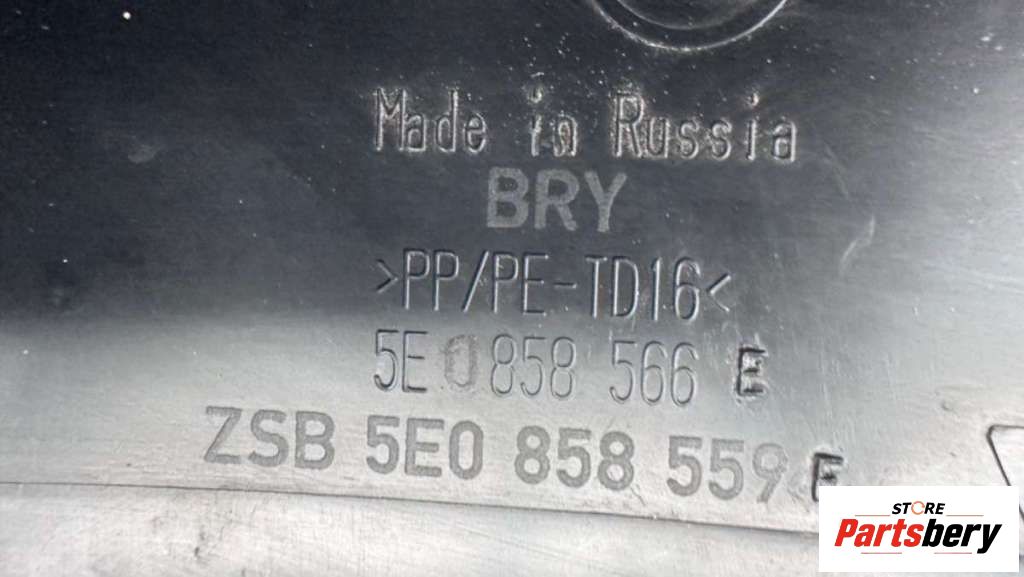 Made in Russia
BRY
>PP/PE-TD16<
5E0 858 566 E
ZSB 5E0 858 559
STORE
Partsbery